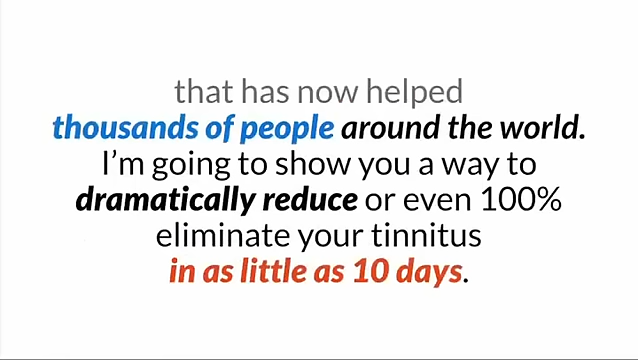 that has now helped
thousands of people around the world.
I’m going to show you a way to
dramatically reduce or even 100%
eliminate your tinnitus
in as little as 10 days.